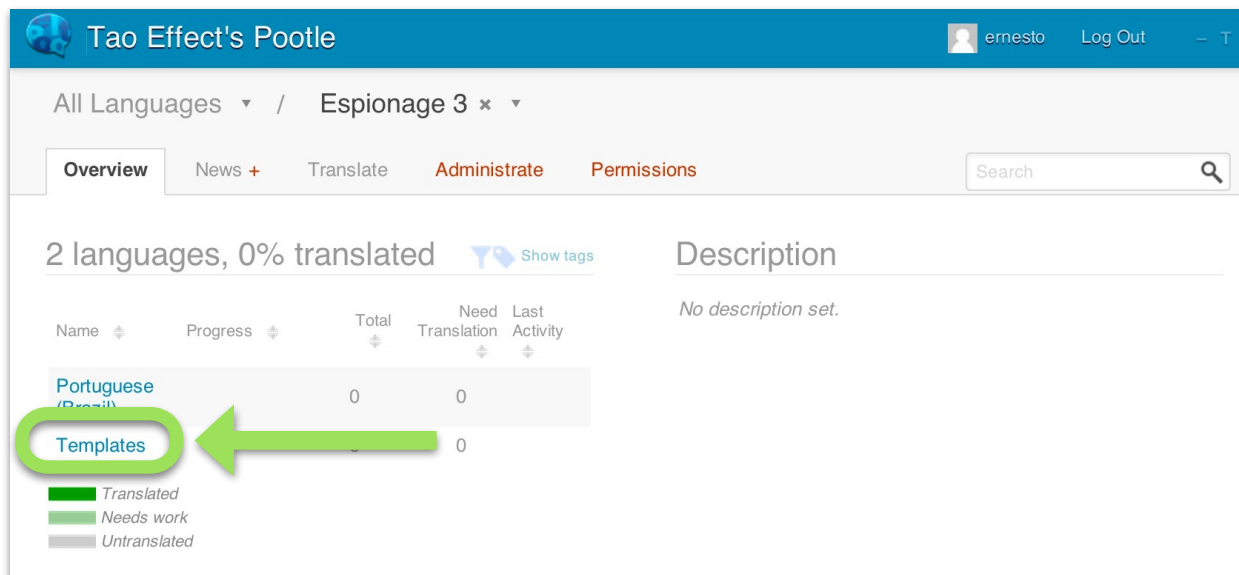 Tao Effect's Pootle
ernesto Log Out – T
All Languages ▾ / Espionage 3 × ▾
Overview News + Translate Administrate Permissions Search
2 languages, 0% translated Show tags Description
No description set.
Name Progress Total Need Translation Last Activity
Portuguese (Brazil) 0 0
Templates 0
Translated
Needs work
Untranslated